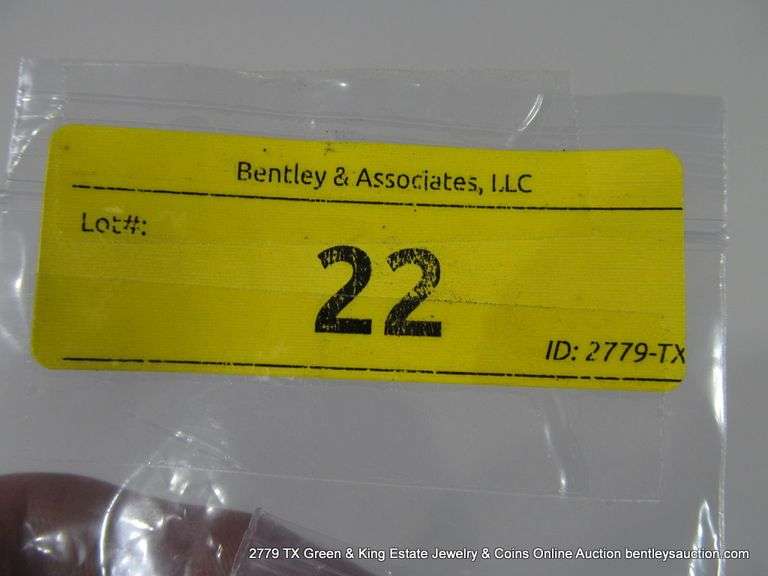 Bentley & Associates, LLC
Lot#:
22
ID: 2779-TX
2779 TX Green & King Estate Jewelry & Coins Online Auction bentleysauction.com